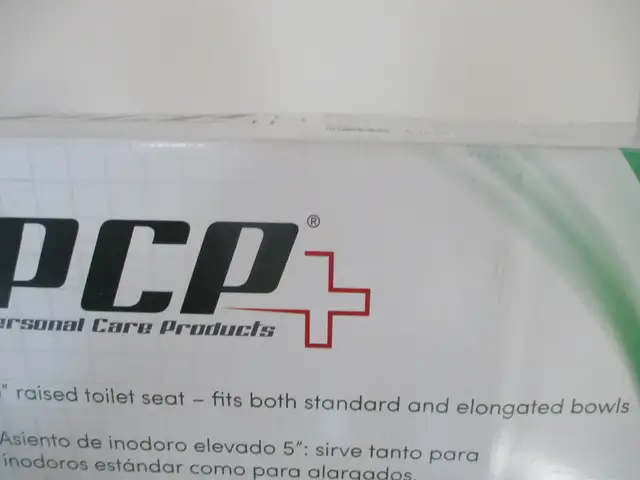 PCP®
ersonal Care Products
" raised toilet seat – fits both standard and elongated bowls
Asiento de inodoro elevado 5": sirve tanto para
inodoros estándar como para alargados.